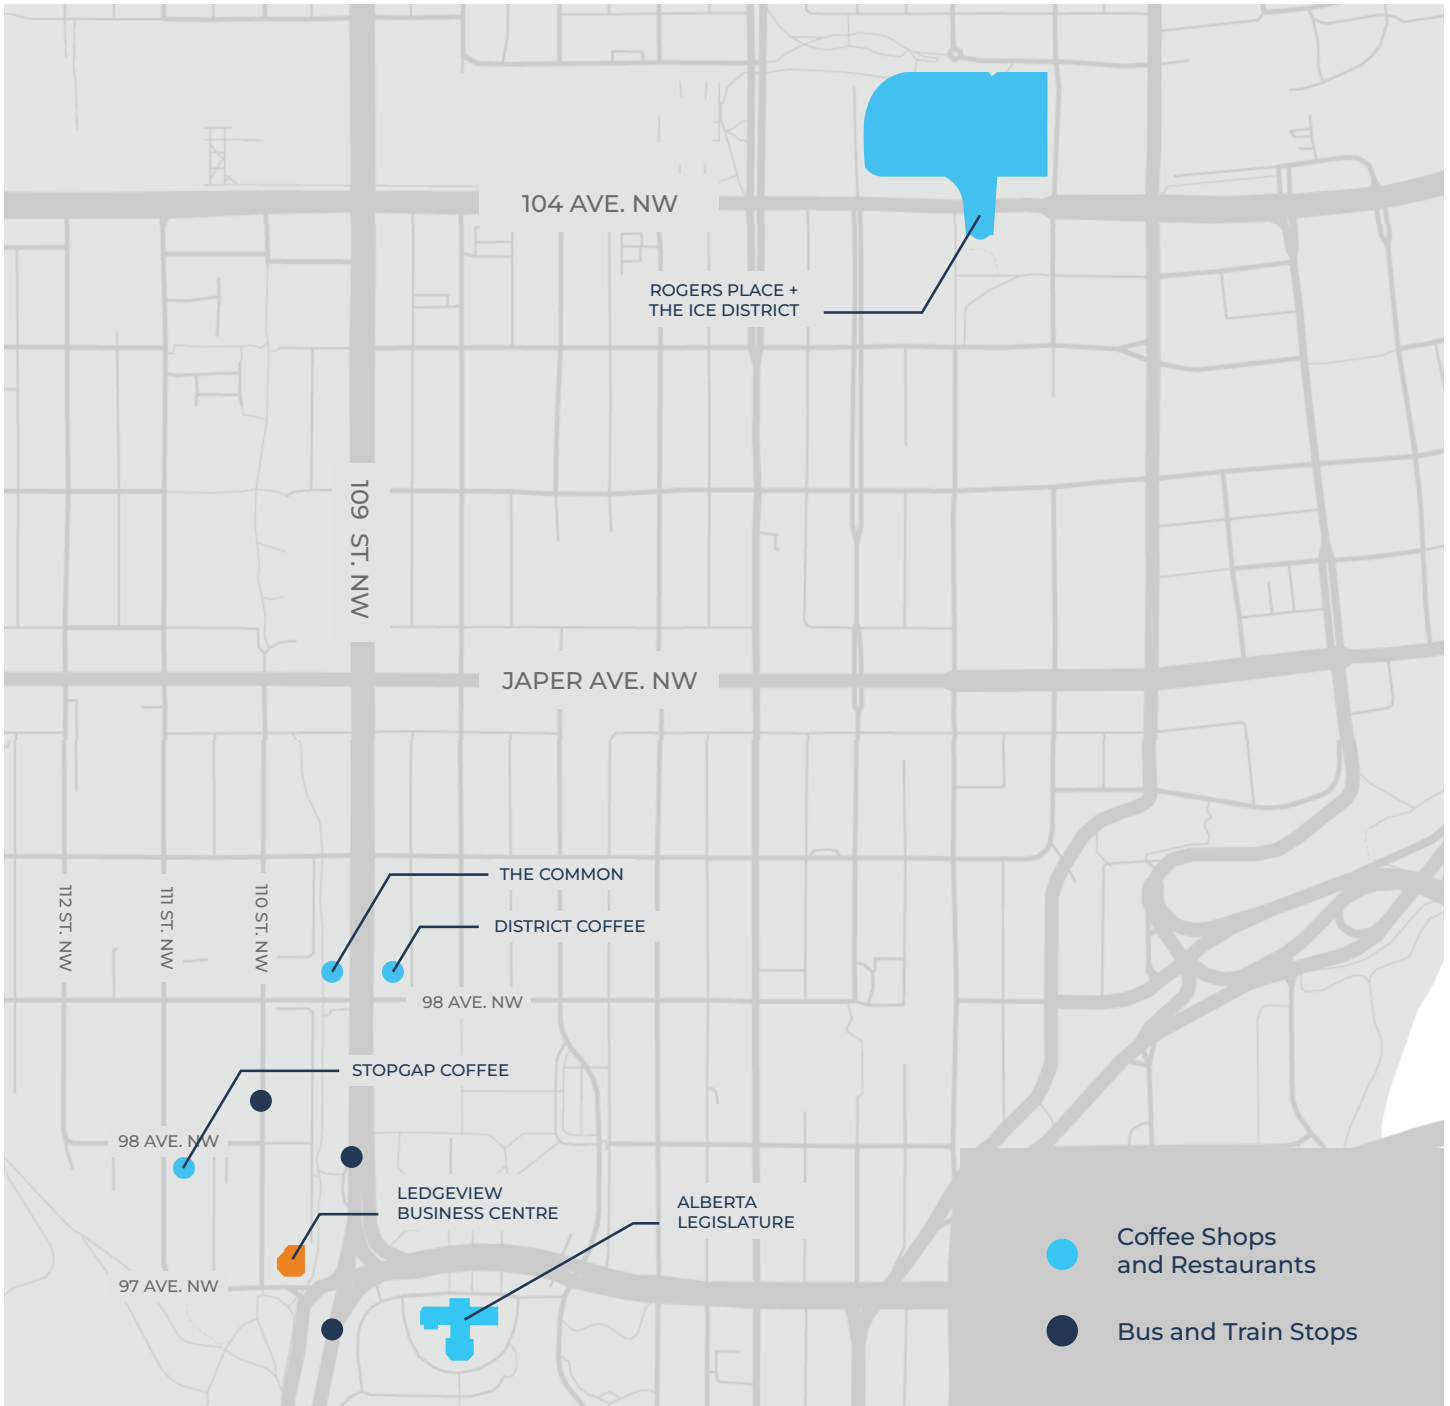 104 AVE. NW
ROGERS PLACE +
THE ICE DISTRICT
109 ST. NW
JAPER AVE. NW
THE COMMON
112 ST. NW
111 ST. NW
110 ST. NW
DISTRICT COFFEE
98 AVE. NW
STOPGAP COFFEE
98 AVE. NW
LEDGEVIEW
BUSINESS CENTRE
ALBERTA
LEGISLATURE
97 AVE. NW
Coffee Shops
and Restaurants
Bus and Train Stops